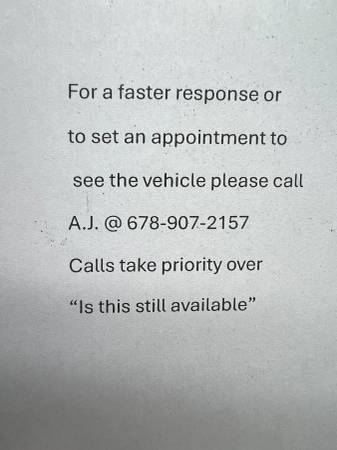 For a faster response or
to set an appointment to
see the vehicle please call
A.J. @ 678-907-2157
Calls take priority over
“Is this still available”